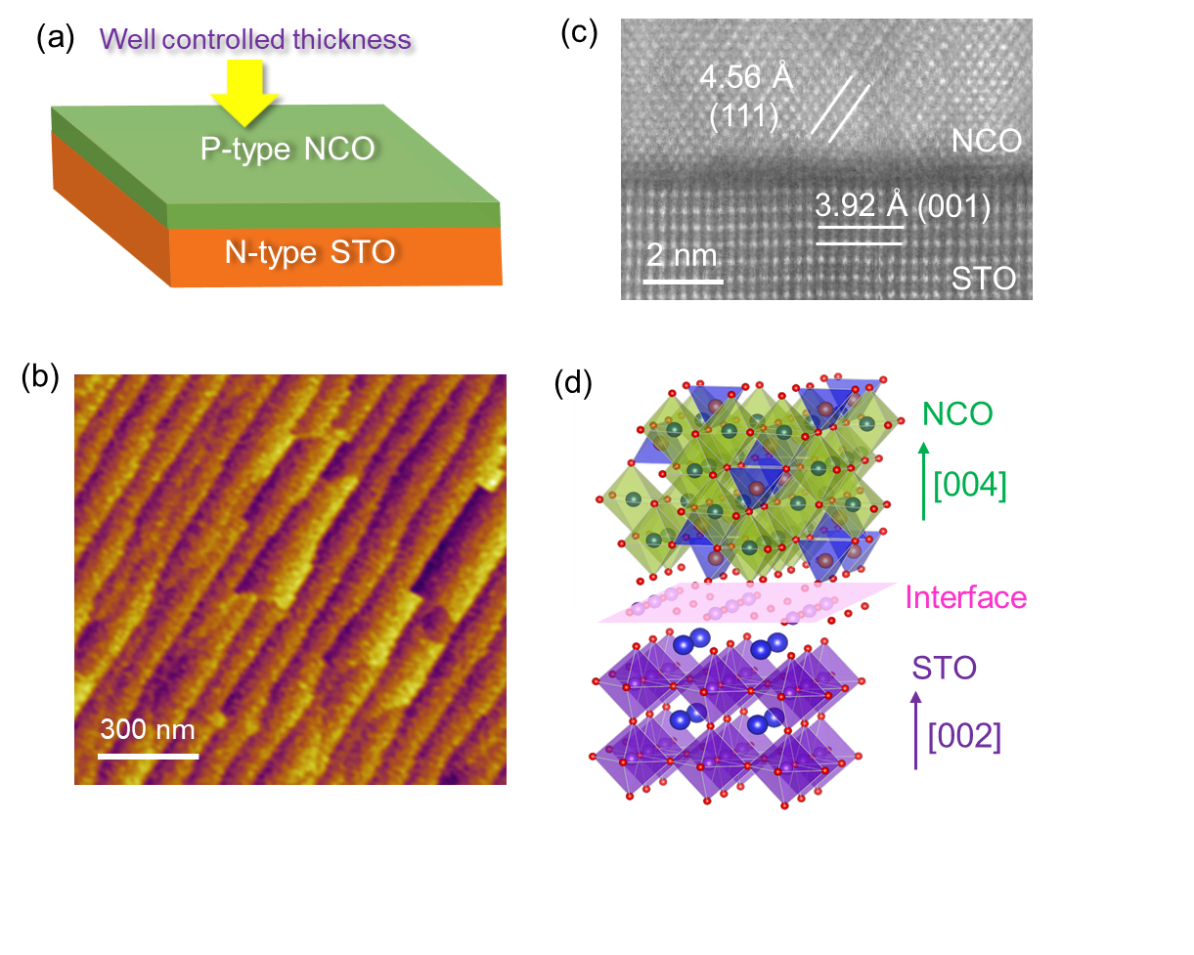 (a) Well controlled thickness
P-type NCO
N-type STO
(b)
300 nm
(c)
4.56 Å
(111)
NCO
3.92 Å (001)
2 nm
STO
(d)
NCO
[004]
Interface
STO
[002]